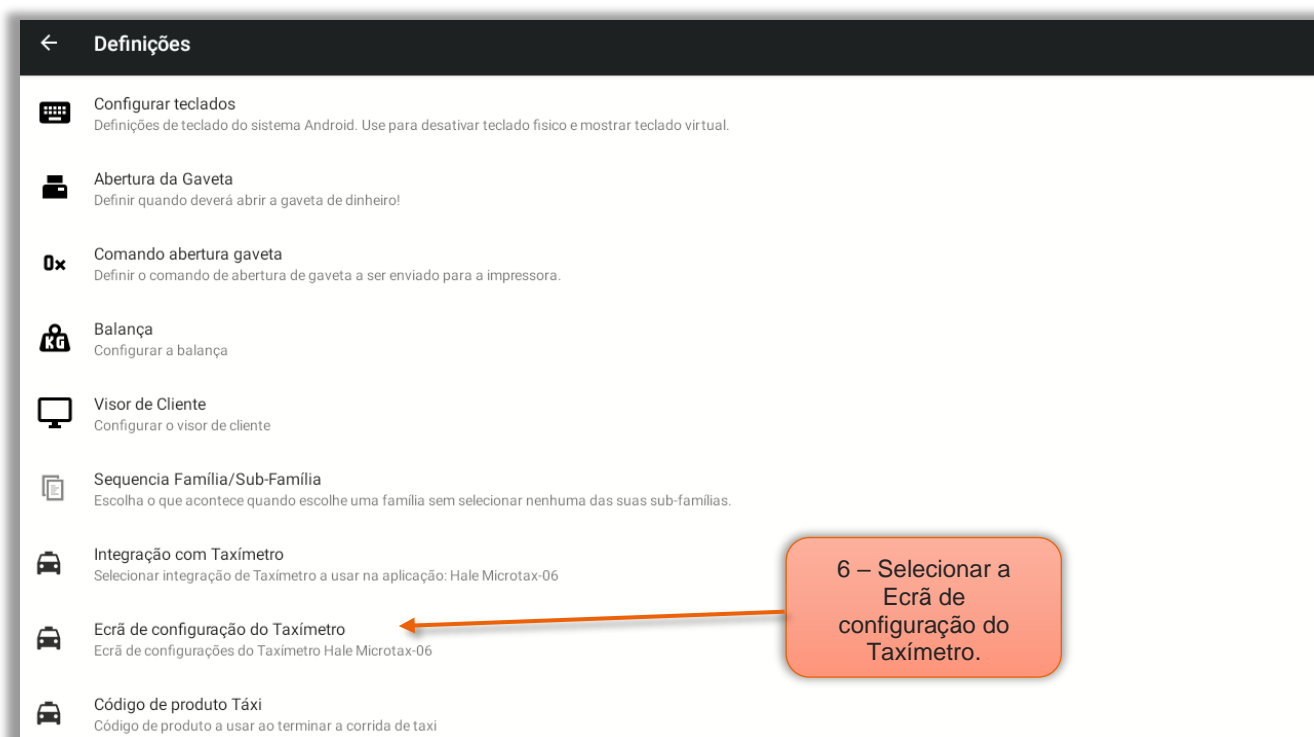 Definições
Configurar teclados
Definições de teclado do sistema Android. Use para desativar teclado fisico e mostrar teclado virtual.
Abertura da Gaveta
Definir quando deverá abrir a gaveta de dinheiro!
0x
Comando abertura gaveta
Definir o comando de abertura de gaveta a ser enviado para a impressora.
KG
Balança
Configurar a balança
Visor de Cliente
Configurar o visor de cliente
Sequencia Família/Sub-Família
Escolha o que acontece quando escolhe uma família sem selecionar nenhuma das suas sub-famílias.
Integração com Taxímetro
Selecionar integração de Taxímetro a usar na aplicação: Hale Microtax-06
6 – Selecionar a
Ecrã de
configuração do
Taxímetro.
Ecrã de configuração do Taxímetro
Ecrã de configurações do Taxímetro Hale Microtax-06
Código de produto Táxi
Código de produto a usar ao terminar a corrida de taxi